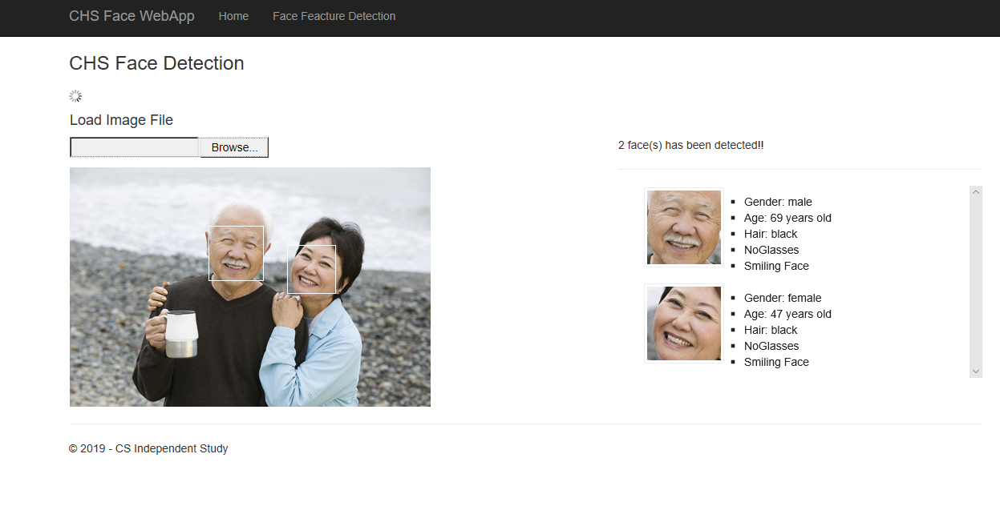 CHS Face WebApp Home Face Feacture Detection
CHS Face Detection
Load Image File
Browse...
2 face(s) has been detected!!
Gender: male
Age: 69 years old
Hair: black
NoGlasses
Smiling Face
Gender: female
Age: 47 years old
Hair: black
NoGlasses
Smiling Face
© 2019 - CS Independent Study